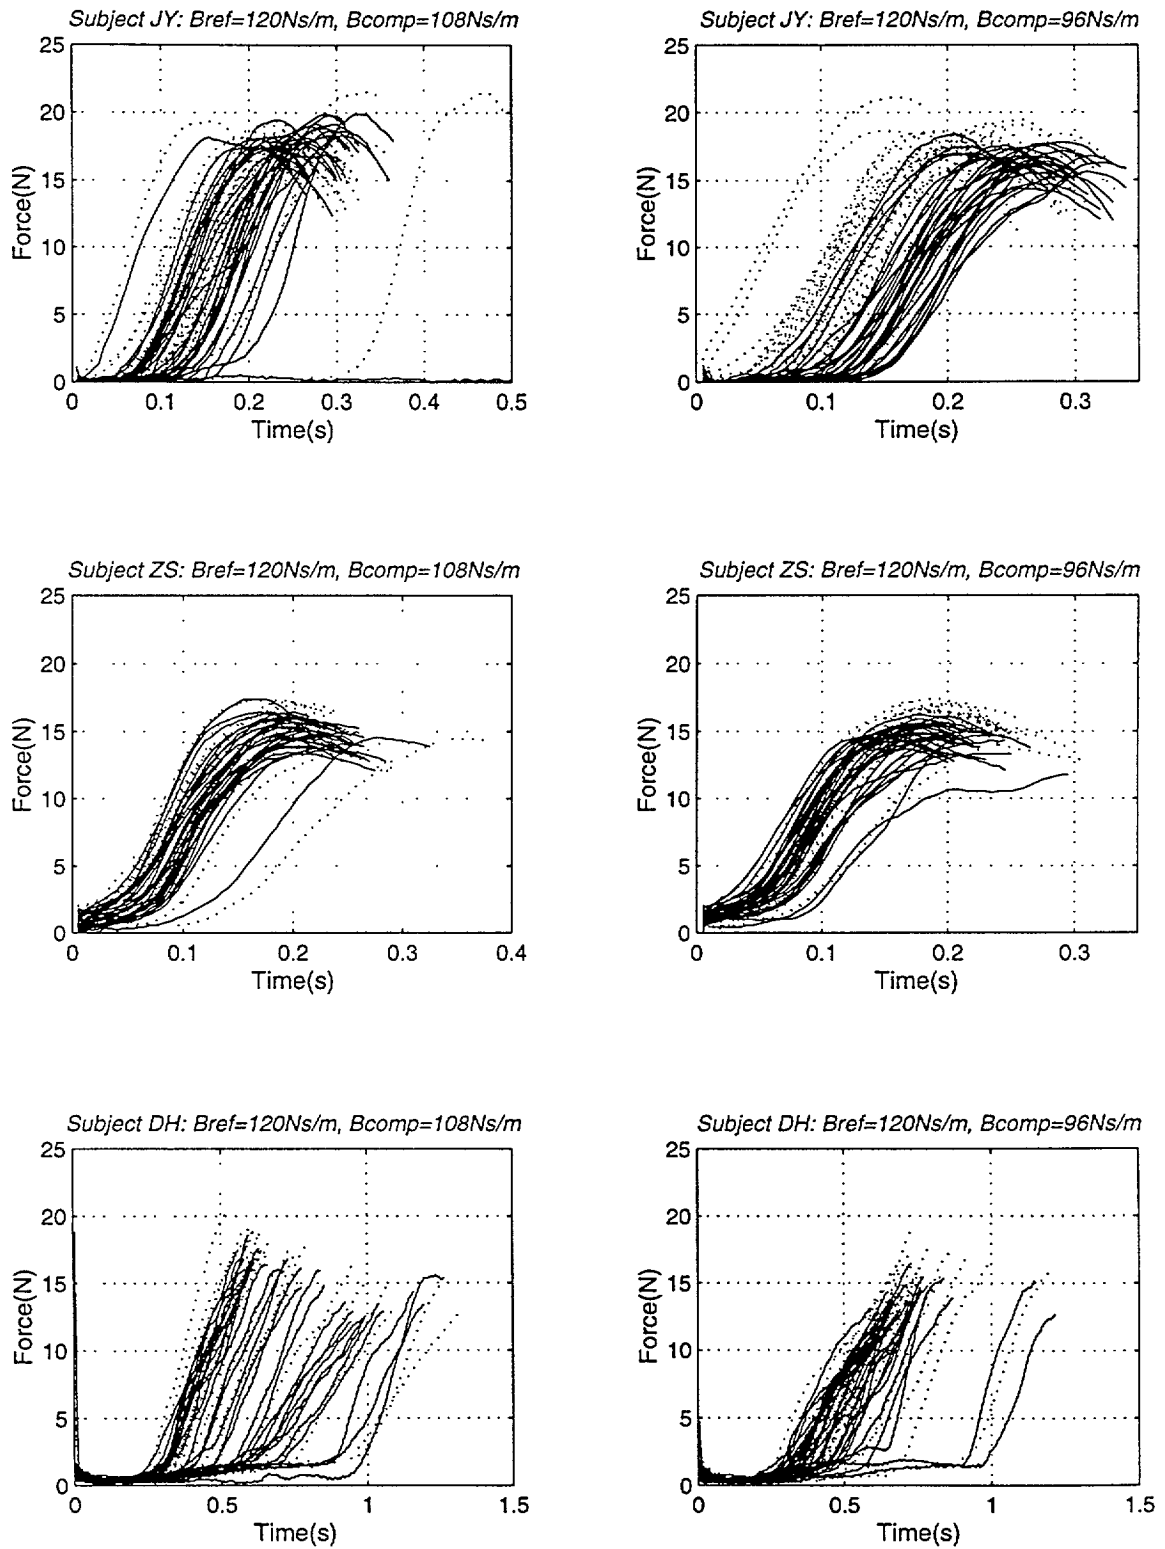 Subject JY: Bref=120Ns/m, Bcomp=108Ns/m
25
20
15
10
5
0
Force(N)
0 0.1 0.2 0.3 0.4 0.5
Time(s)
Subject JY: Bref=120Ns/m, Bcomp=96Ns/m
25
20
15
10
5
0
Force(N)
0 0.1 0.2 0.3
Time(s)
Subject ZS: Bref=120Ns/m, Bcomp=108Ns/m
25
20
15
10
5
0
Force(N)
0 0.1 0.2 0.3 0.4
Time(s)
Subject ZS: Bref=120Ns/m, Bcomp=96Ns/m
25
20
15
10
5
0
Force(N)
0 0.1 0.2 0.3
Time(s)
Subject DH: Bref=120Ns/m, Bcomp=108Ns/m
25
20
15
10
5
0
Force(N)
0 0.5 1 1.5
Time(s)
Subject DH: Bref=120Ns/m, Bcomp=96Ns/m
25
20
15
10
5
0
Force(N)
0 0.5 1 1.5
Time(s)